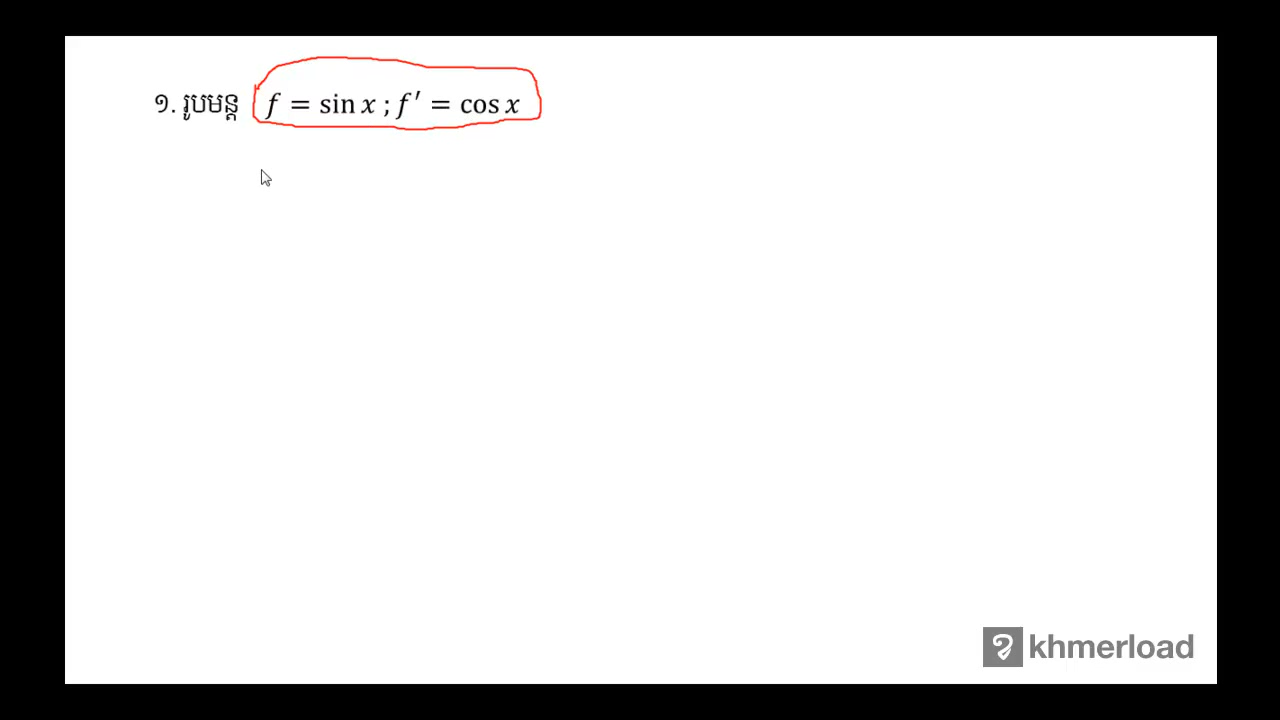 ១. រូបមន្ត f = sin x ; f ′ = cos x
khmerload